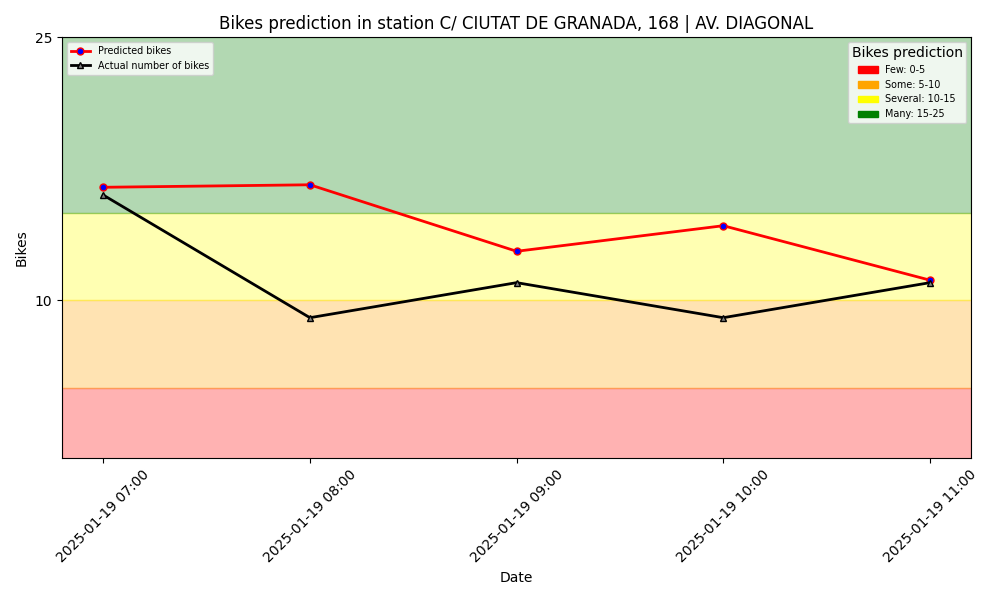 Bikes prediction in station C/ CIUTAT DE GRANADA, 168 | AV. DIAGONAL
25
Predicted bikes
Actual number of bikes
Bikes prediction
Few: 0-5
Some: 5-10
Several: 10-15
Many: 15-25
Bikes
10
2025-01-19 07:00
2025-01-19 08:00
2025-01-19 09:00
2025-01-19 10:00
2025-01-19 11:00
Date